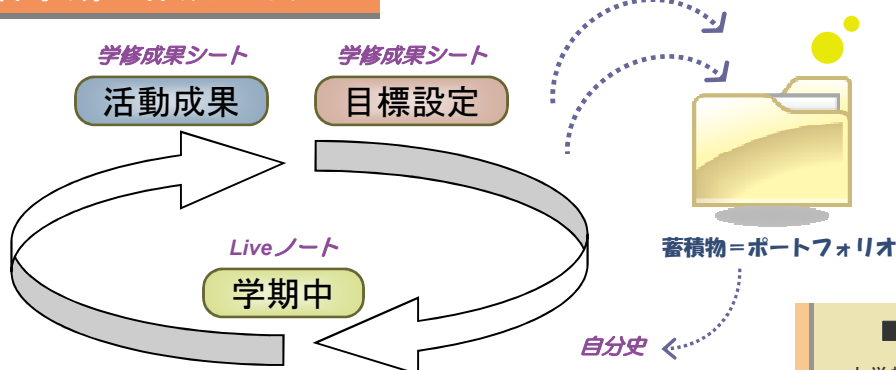 学修成果シート
活動成果
学修成果シート
目標設定
Liveノート
学期中
蓄積物=ポートフォリオ
自分史
■